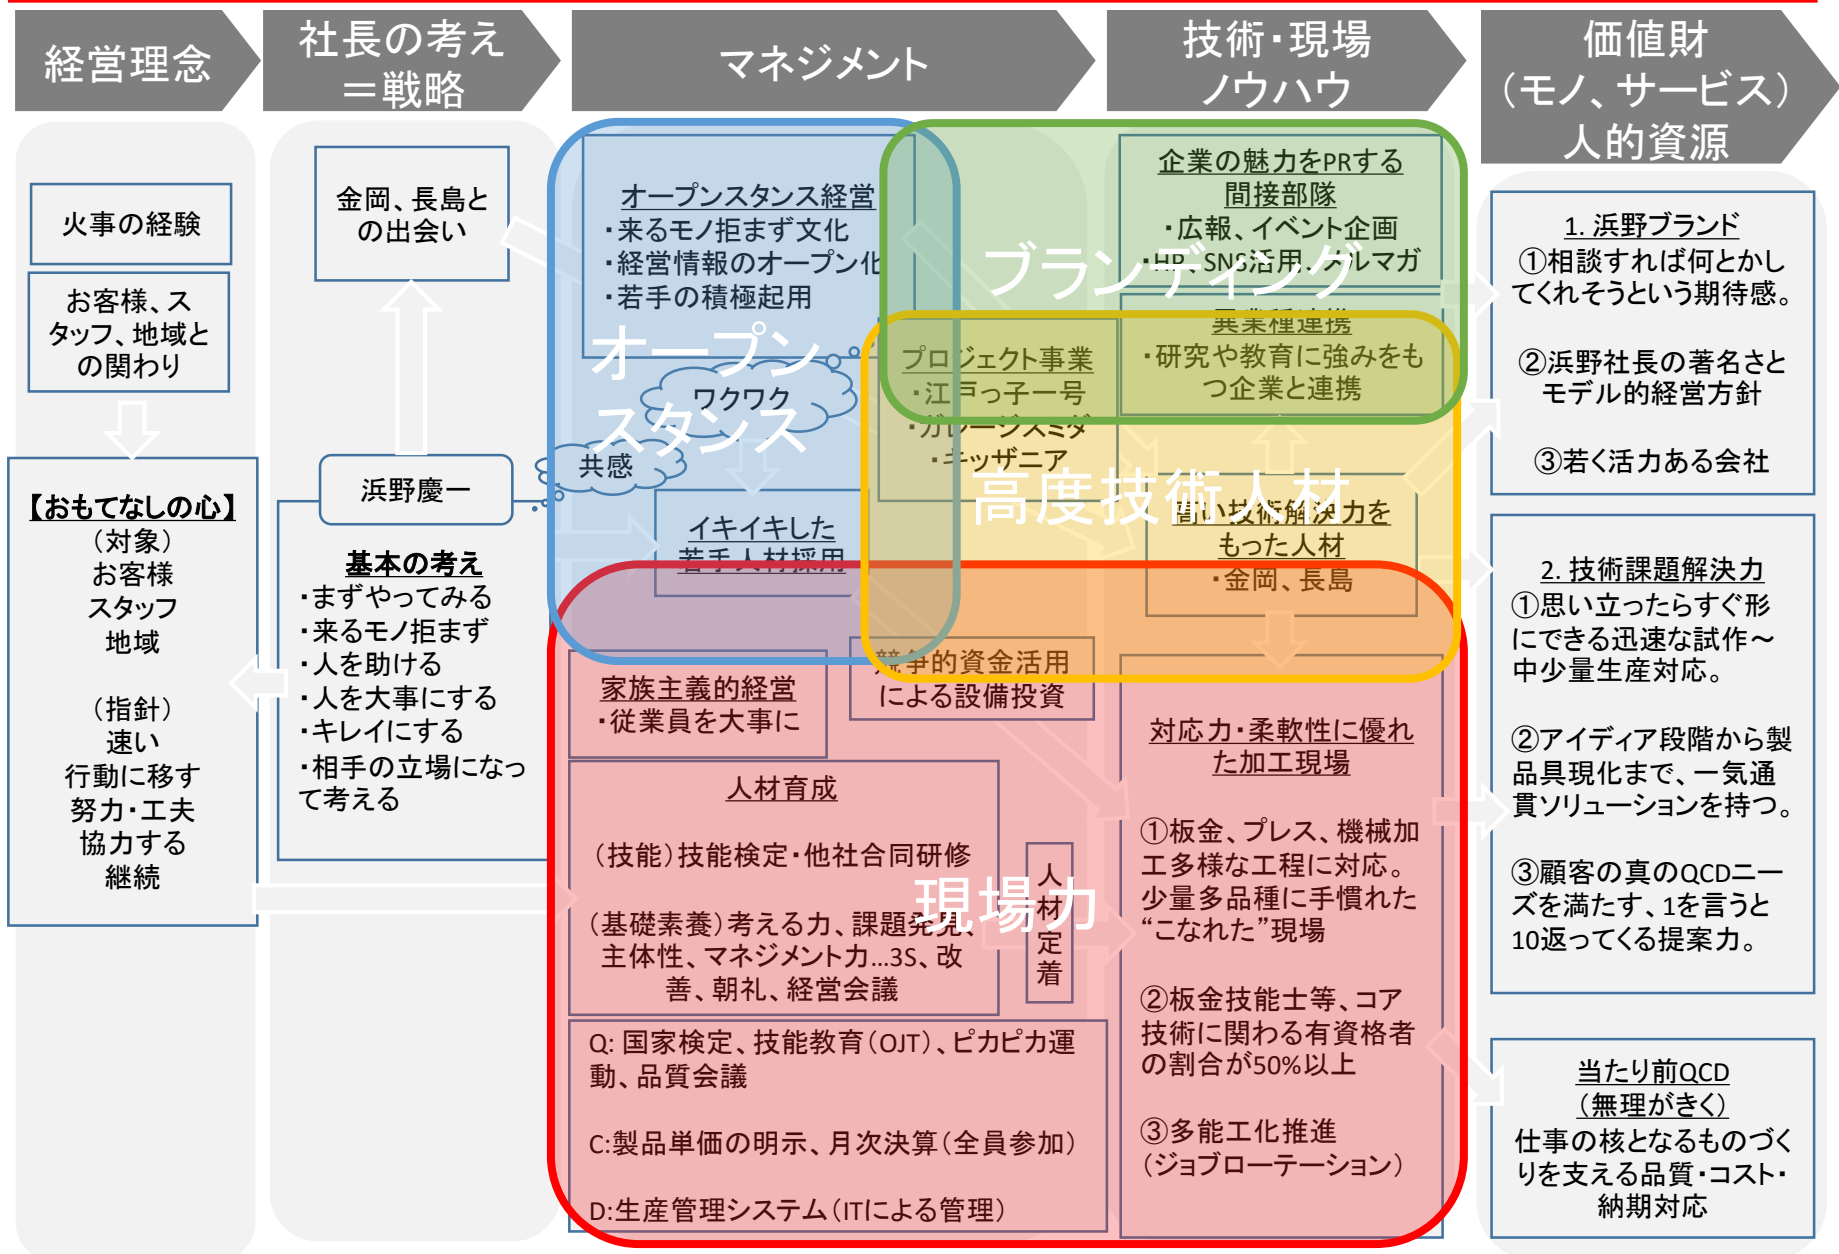 経営理念
社長の考え
＝戦略
マネジメント
技術・現場
ノウハウ
価値財
（モノ、サービス）
人的資源
火事の経験
お客様、ス
タッフ、地域と
の関わり
【おもてなしの心】
（対象）
お客様
スタッフ
地域
（指針）
速い
行動に移す
努力・工夫
協力する
継続
金岡、長島と
の出会い
浜野慶一
基本の考え
・まずやってみる
・来るモノ拒まず
・人を助ける
・人を大事にする
・キレイにする
・相手の立場になっ
て考える
オープンスタンス経営
・来るモノ拒まず文化
・経営情報のオープン化
・若手の積極起用
オープン
スタンス
ワクワク
共感
イキイキした
若手人材採用
プロジェクト事業
・江戸っ子一号
・ガレージスミダ
・キッザニア
家族主義的経営
・従業員を大事に
競争的資金活用
による設備投資
人材育成
（技能）技能検定・他社合同研修
（基礎素養）考える力、課題発見、
主体性、マネジメント力…3S、改
善、朝礼、経営会議
人材定着
現場力
Q: 国家検定、技能教育（OJT）、ピカピカ運
動、品質会議
C:製品単価の明示、月次決算（全員参加）
D:生産管理システム（ITによる管理）
企業の魅力をPRする
間接部隊
・広報、イベント企画
・HP、SNS活用、メルマガ
ブランディング
異業種連携
・研究や教育に強みをも
つ企業と連携
高度技術人材
高い技術解決力を
もった人材
・金岡、長島
対応力・柔軟性に優れ
た加工現場
①板金、プレス、機械加
工多様な工程に対応。
少量多品種に手慣れた
“こなれた”現場
②板金技能士等、コア
技術に関わる有資格者
の割合が50%以上
③多能工化推進
（ジョブローテーション）
1. 浜野ブランド
①相談すれば何とかし
てくれそうという期待感。
②浜野社長の著名さと
モデル的経営方針
③若く活力ある会社
2. 技術課題解決力
①思い立ったらすぐ形
にできる迅速な試作～
中少量生産対応。
②アイディア段階から製
品具現化まで、一気通
貫ソリューションを持つ。
③顧客の真のQCDニー
ズを満たす、1を言うと
10返ってくる提案力。
当たり前QCD
（無理がきく）
仕事の核となるものづく
りを支える品質・コスト・
納期対応